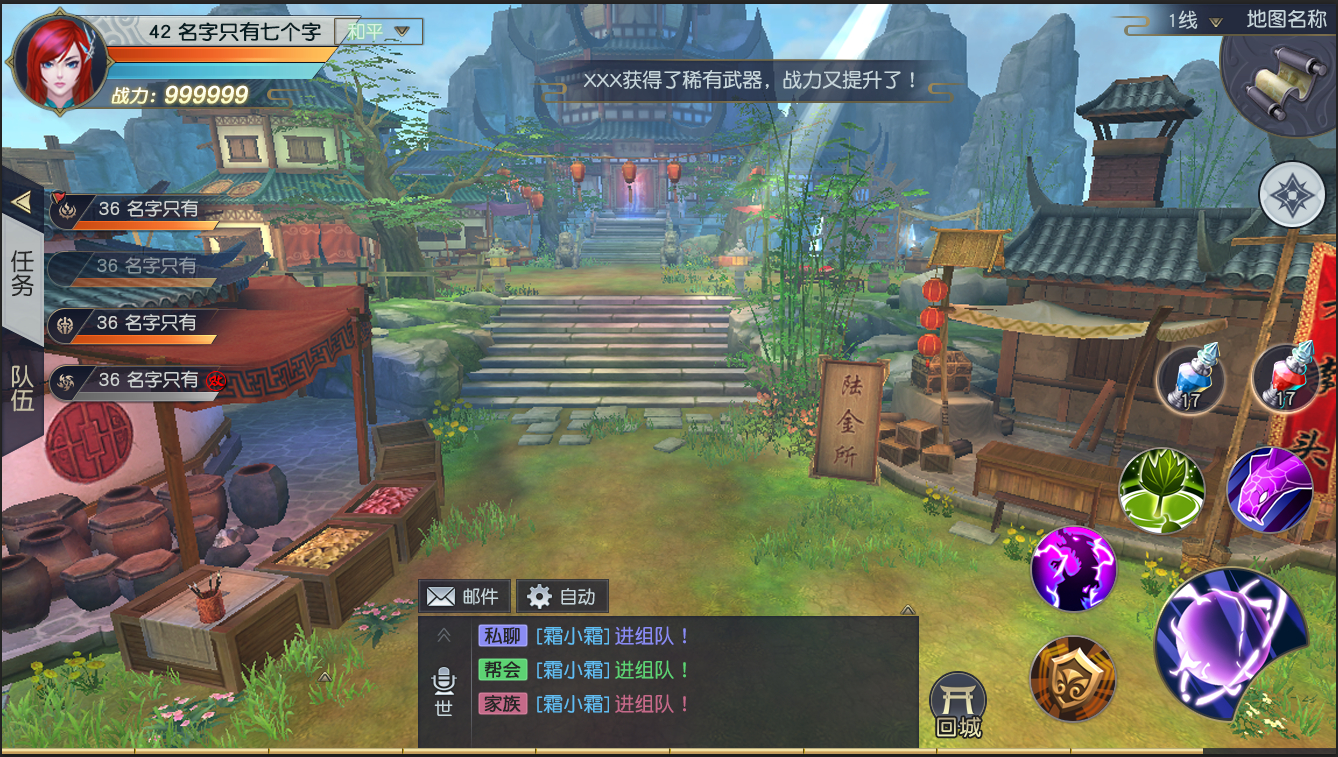 42 名字只有七个字
和平
战力: 999999
1线
地图名称
XXX获得了稀有武器，战力又提升了！
36 名字只有
36 名字只有
36 名字只有
36 名字只有
任务
队伍
17
17
头
陆金所
邮件
自动
私聊 [霜小霜]进组队！
帮会 [霜小霜]进组队！
家族 [霜小霜]进组队！
世
回城